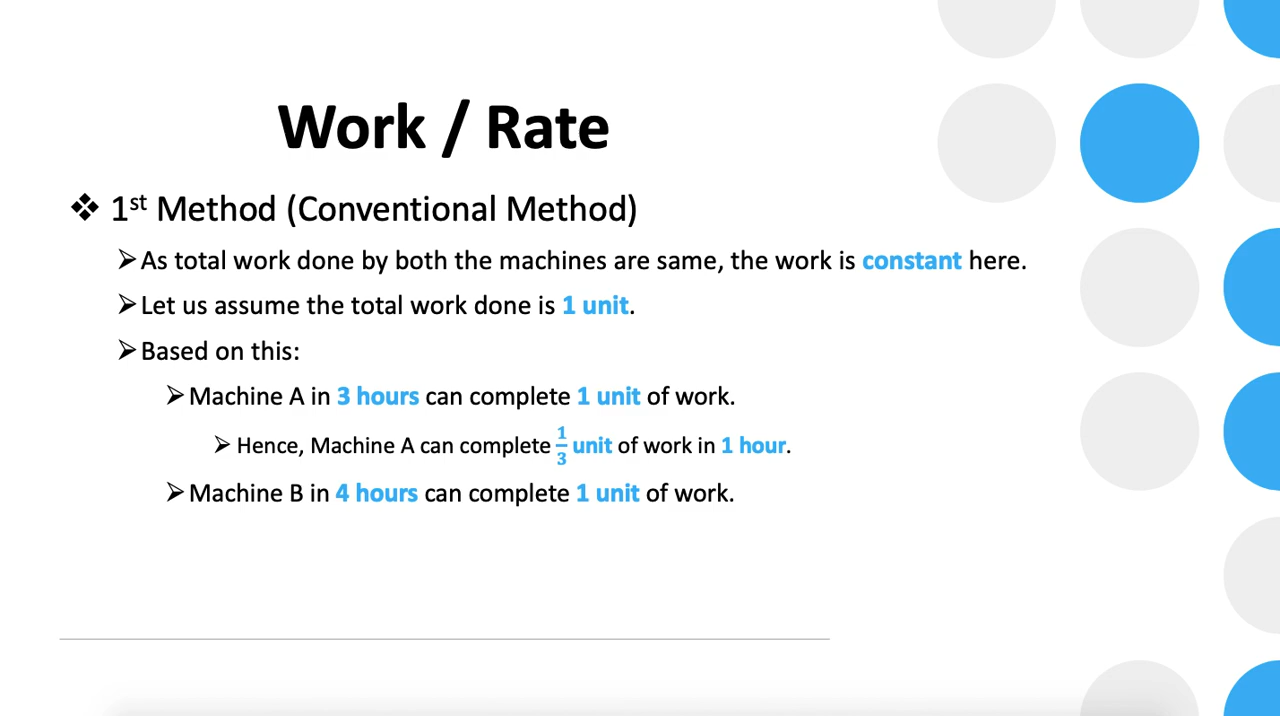 Work / Rate
❖ 1st Method (Conventional Method)
➢ As total work done by both the machines are same, the work is constant here.
➢ Let us assume the total work done is 1 unit.
➢ Based on this:
➢ Machine A in 3 hours can complete 1 unit of work.
➢ Hence, Machine A can complete 1/3 unit of work in 1 hour.
➢ Machine B in 4 hours can complete 1 unit of work.